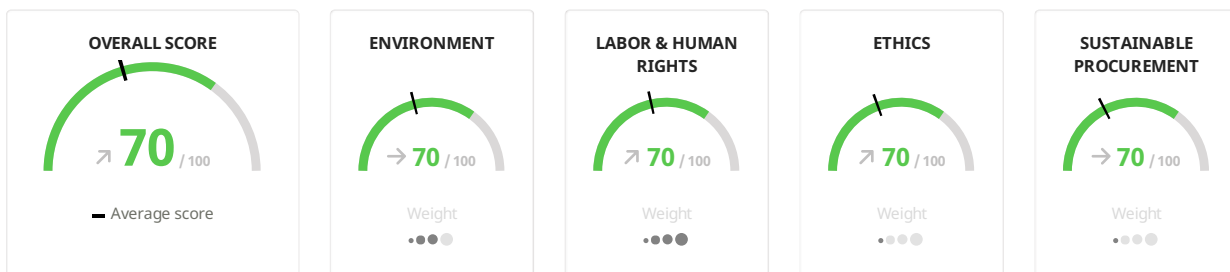 OVERALL SCORE
70 / 100
Average score
ENVIRONMENT
70 / 100
Weight
LABOR & HUMAN
RIGHTS
70 / 100
Weight
ETHICS
70 / 100
Weight
SUSTAINABLE
PROCUREMENT
70 / 100
Weight